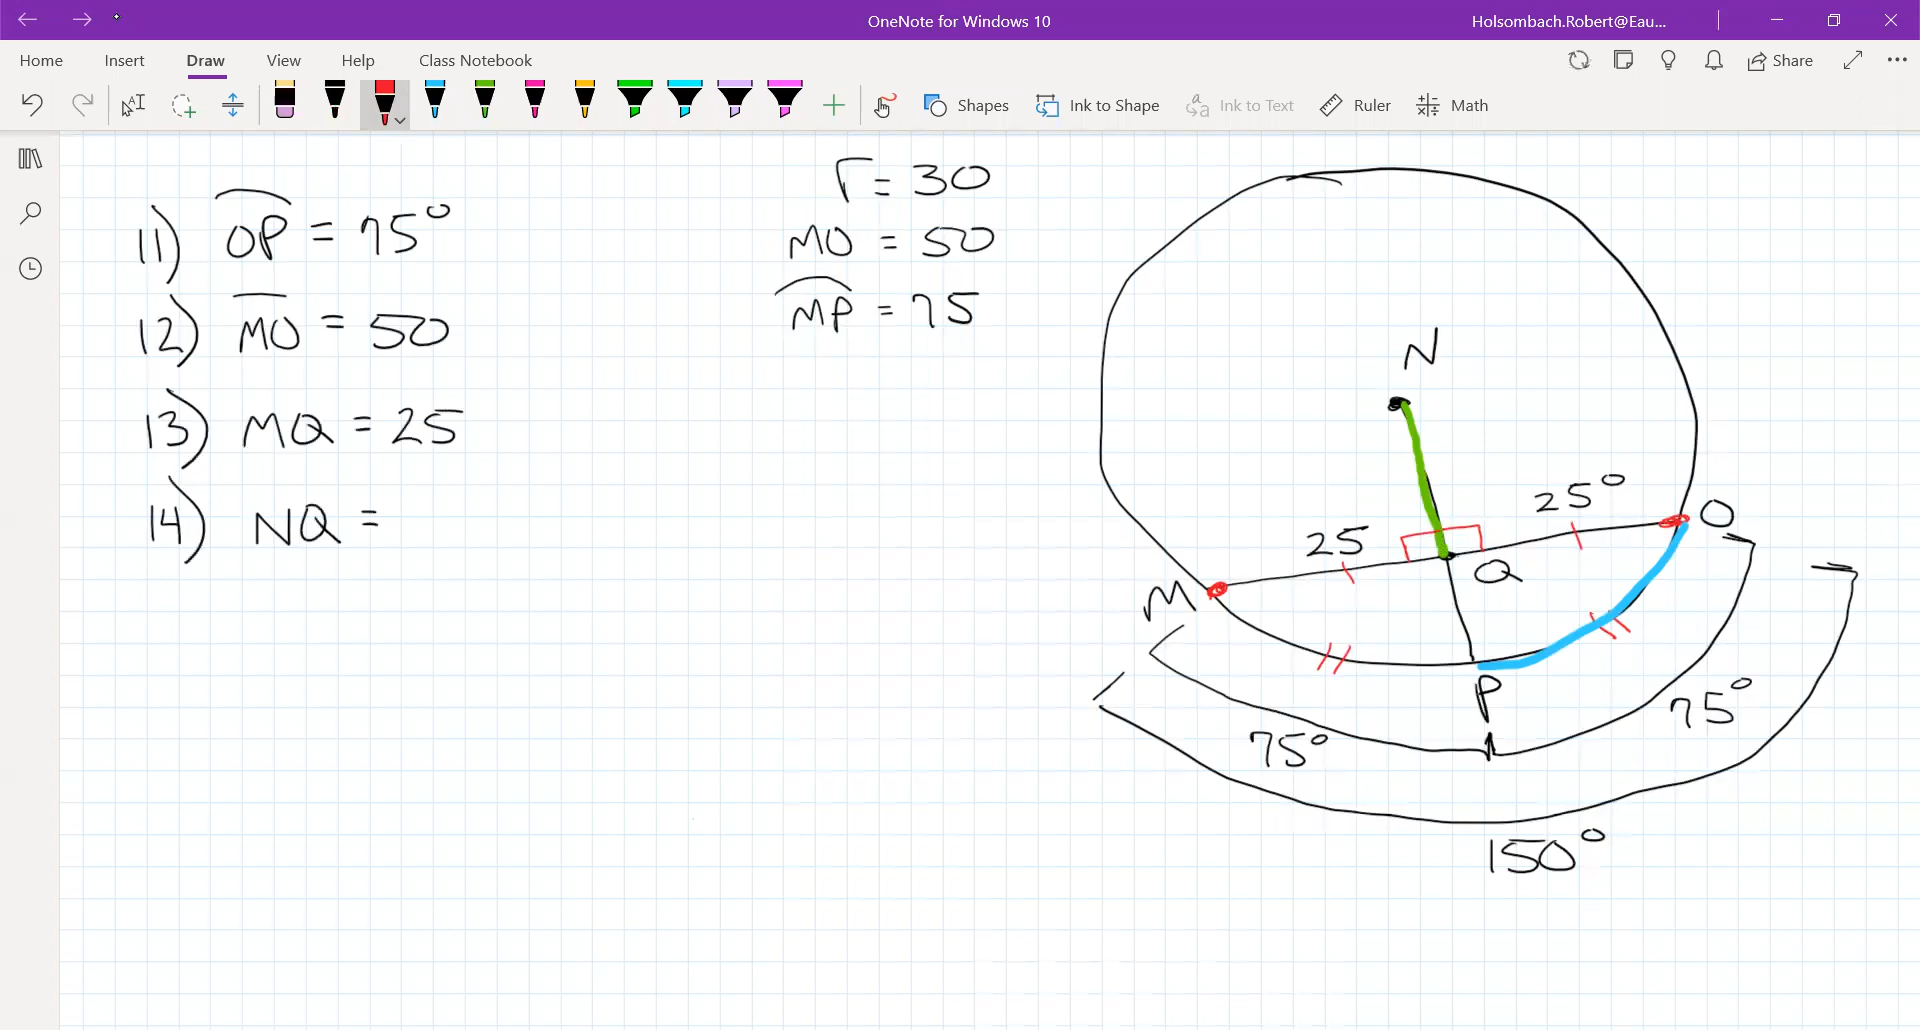 OneNote for Windows 10
Holsombach.Robert@Eau...
Home Insert Draw View Help Class Notebook
Share
Shapes Ink to Shape Ink to Text Ruler Math
11) OP = 75°
12) MO = 50
13) MQ = 25
14) NQ =
r = 30
MO = 50
MP = 75
N
25°
25
O
Q
M
P
75°
75°
150°